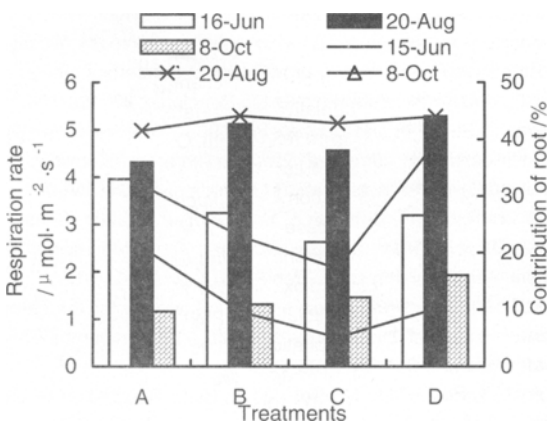 16-Jun 20-Aug
8-Oct 15-Jun
20-Aug 8-Oct
6 50
5 40
4 30
3
2 20
1 10
0 0
Respiration rate
/ μ mol· m⁻² ·s⁻¹
Contribution of root /%
A B C D
Treatments